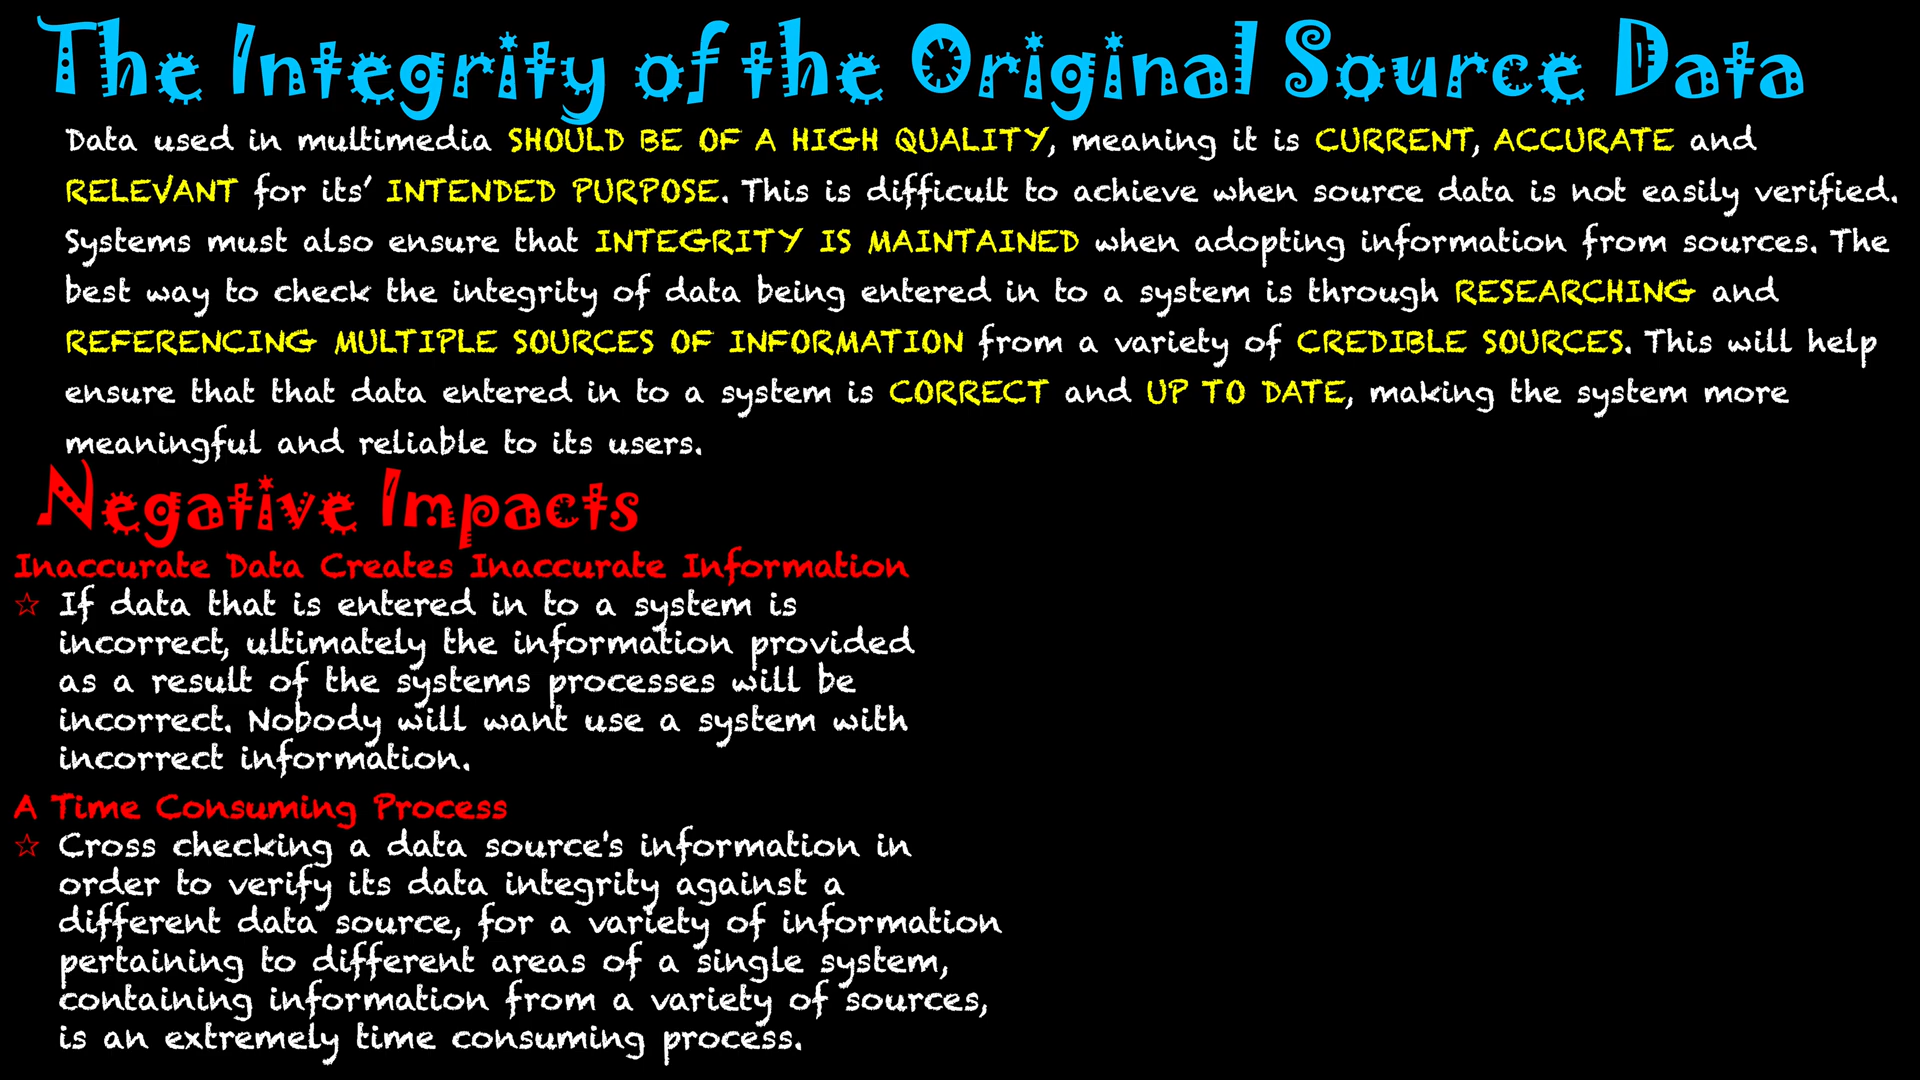 The Integrity of the Original Source Data
Data used in multimedia SHOULD BE OF A HIGH QUALITY, meaning it is CURRENT, ACCURATE and
RELEVANT for its' INTENDED PURPOSE. This is difficult to achieve when source data is not easily verified.
Systems must also ensure that INTEGRITY IS MAINTAINED when adopting information from sources. The
best way to check the integrity of data being entered in to a system is through RESEARCHING and
REFERENCING MULTIPLE SOURCES OF INFORMATION from a variety of CREDIBLE SOURCES. This will help
ensure that that data entered in to a system is CORRECT and UP TO DATE, making the system more
meaningful and reliable to its users.
Negative Impacts
Inaccurate Data Creates Inaccurate Information
☆ If data that is entered in to a system is
incorrect, ultimately the information provided
as a result of the systems processes will be
incorrect. Nobody will want use a system with
incorrect information.
A Time Consuming Process
☆ Cross checking a data source's information in
order to verify its data integrity against a
different data source, for a variety of information
pertaining to different areas of a single system,
containing information from a variety of sources,
is an extremely time consuming process.